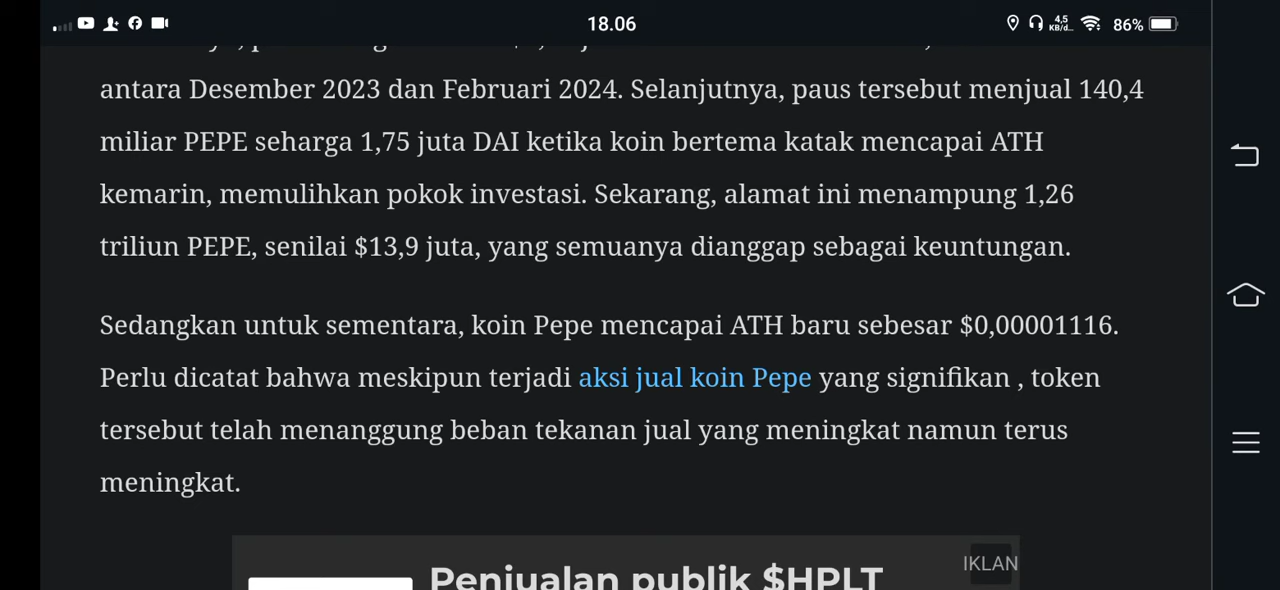 18.06
4,5
KB/d...
86%
antara Desember 2023 dan Februari 2024. Selanjutnya, paus tersebut menjual 140,4
miliar PEPE seharga 1,75 juta DAI ketika koin bertema katak mencapai ATH
kemarin, memulihkan pokok investasi. Sekarang, alamat ini menampung 1,26
triliun PEPE, senilai $13,9 juta, yang semuanya dianggap sebagai keuntungan.
Sedangkan untuk sementara, koin Pepe mencapai ATH baru sebesar $0,00001116.
Perlu dicatat bahwa meskipun terjadi aksi jual koin Pepe yang signifikan , token
tersebut telah menanggung beban tekanan jual yang meningkat namun terus
meningkat.
IKLAN
Penjualan publik $HPLT